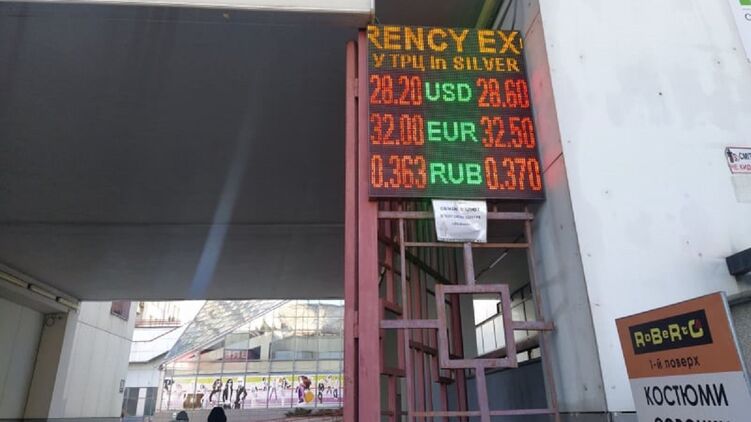 RENCY EX
У ТРЦ in SILVER
28.20 USD 28.60
32.00 EUR 32.50
0.363 RUB 0.370
ROBERTO
1-й поверх
КОСТЮМИ
СОРОЧКИ